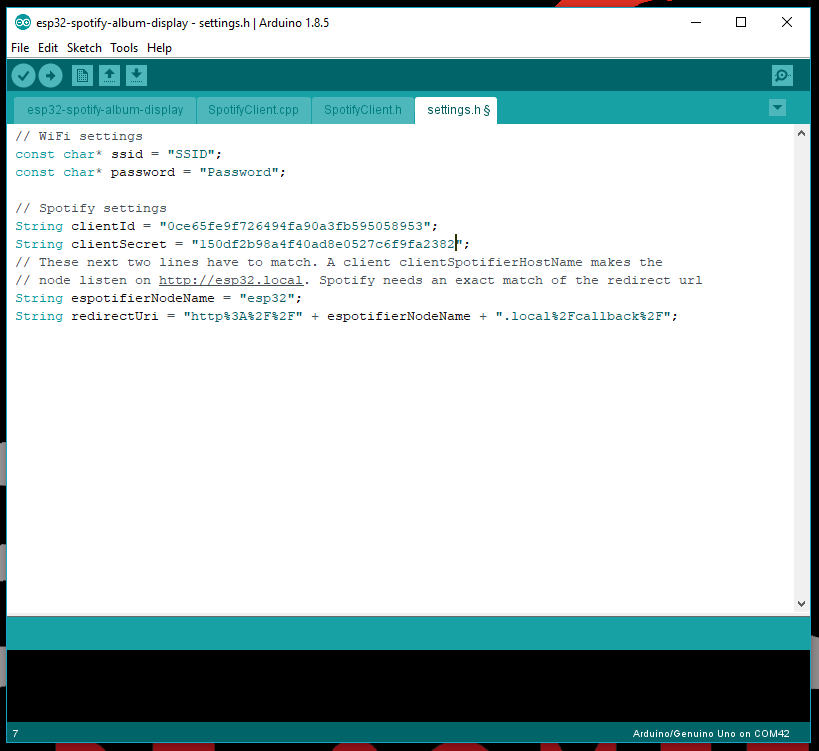 esp32-spotify-album-display - settings.h | Arduino 1.8.5
File Edit Sketch Tools Help
esp32-spotify-album-display SpotifyClient.cpp SpotifyClient.h settings.h §
// WiFi settings
const char* ssid = "SSID";
const char* password = "Password";
// Spotify settings
String clientId = "0ce65fe9f726494fa90a3fb595058953";
String clientSecret = "150df2b98a4f40ad8e0527c6f9fa2382";
// These next two lines have to match. A client clientSpotifierHostName makes the
// node listen on http://esp32.local. Spotify needs an exact match of the redirect url
String espotifierNodeName = "esp32";
String redirectUri = "http%3A%2F%2F" + espotifierNodeName + ".local%2Fcallback%2F";
7 Arduino/Genuino Uno on COM42